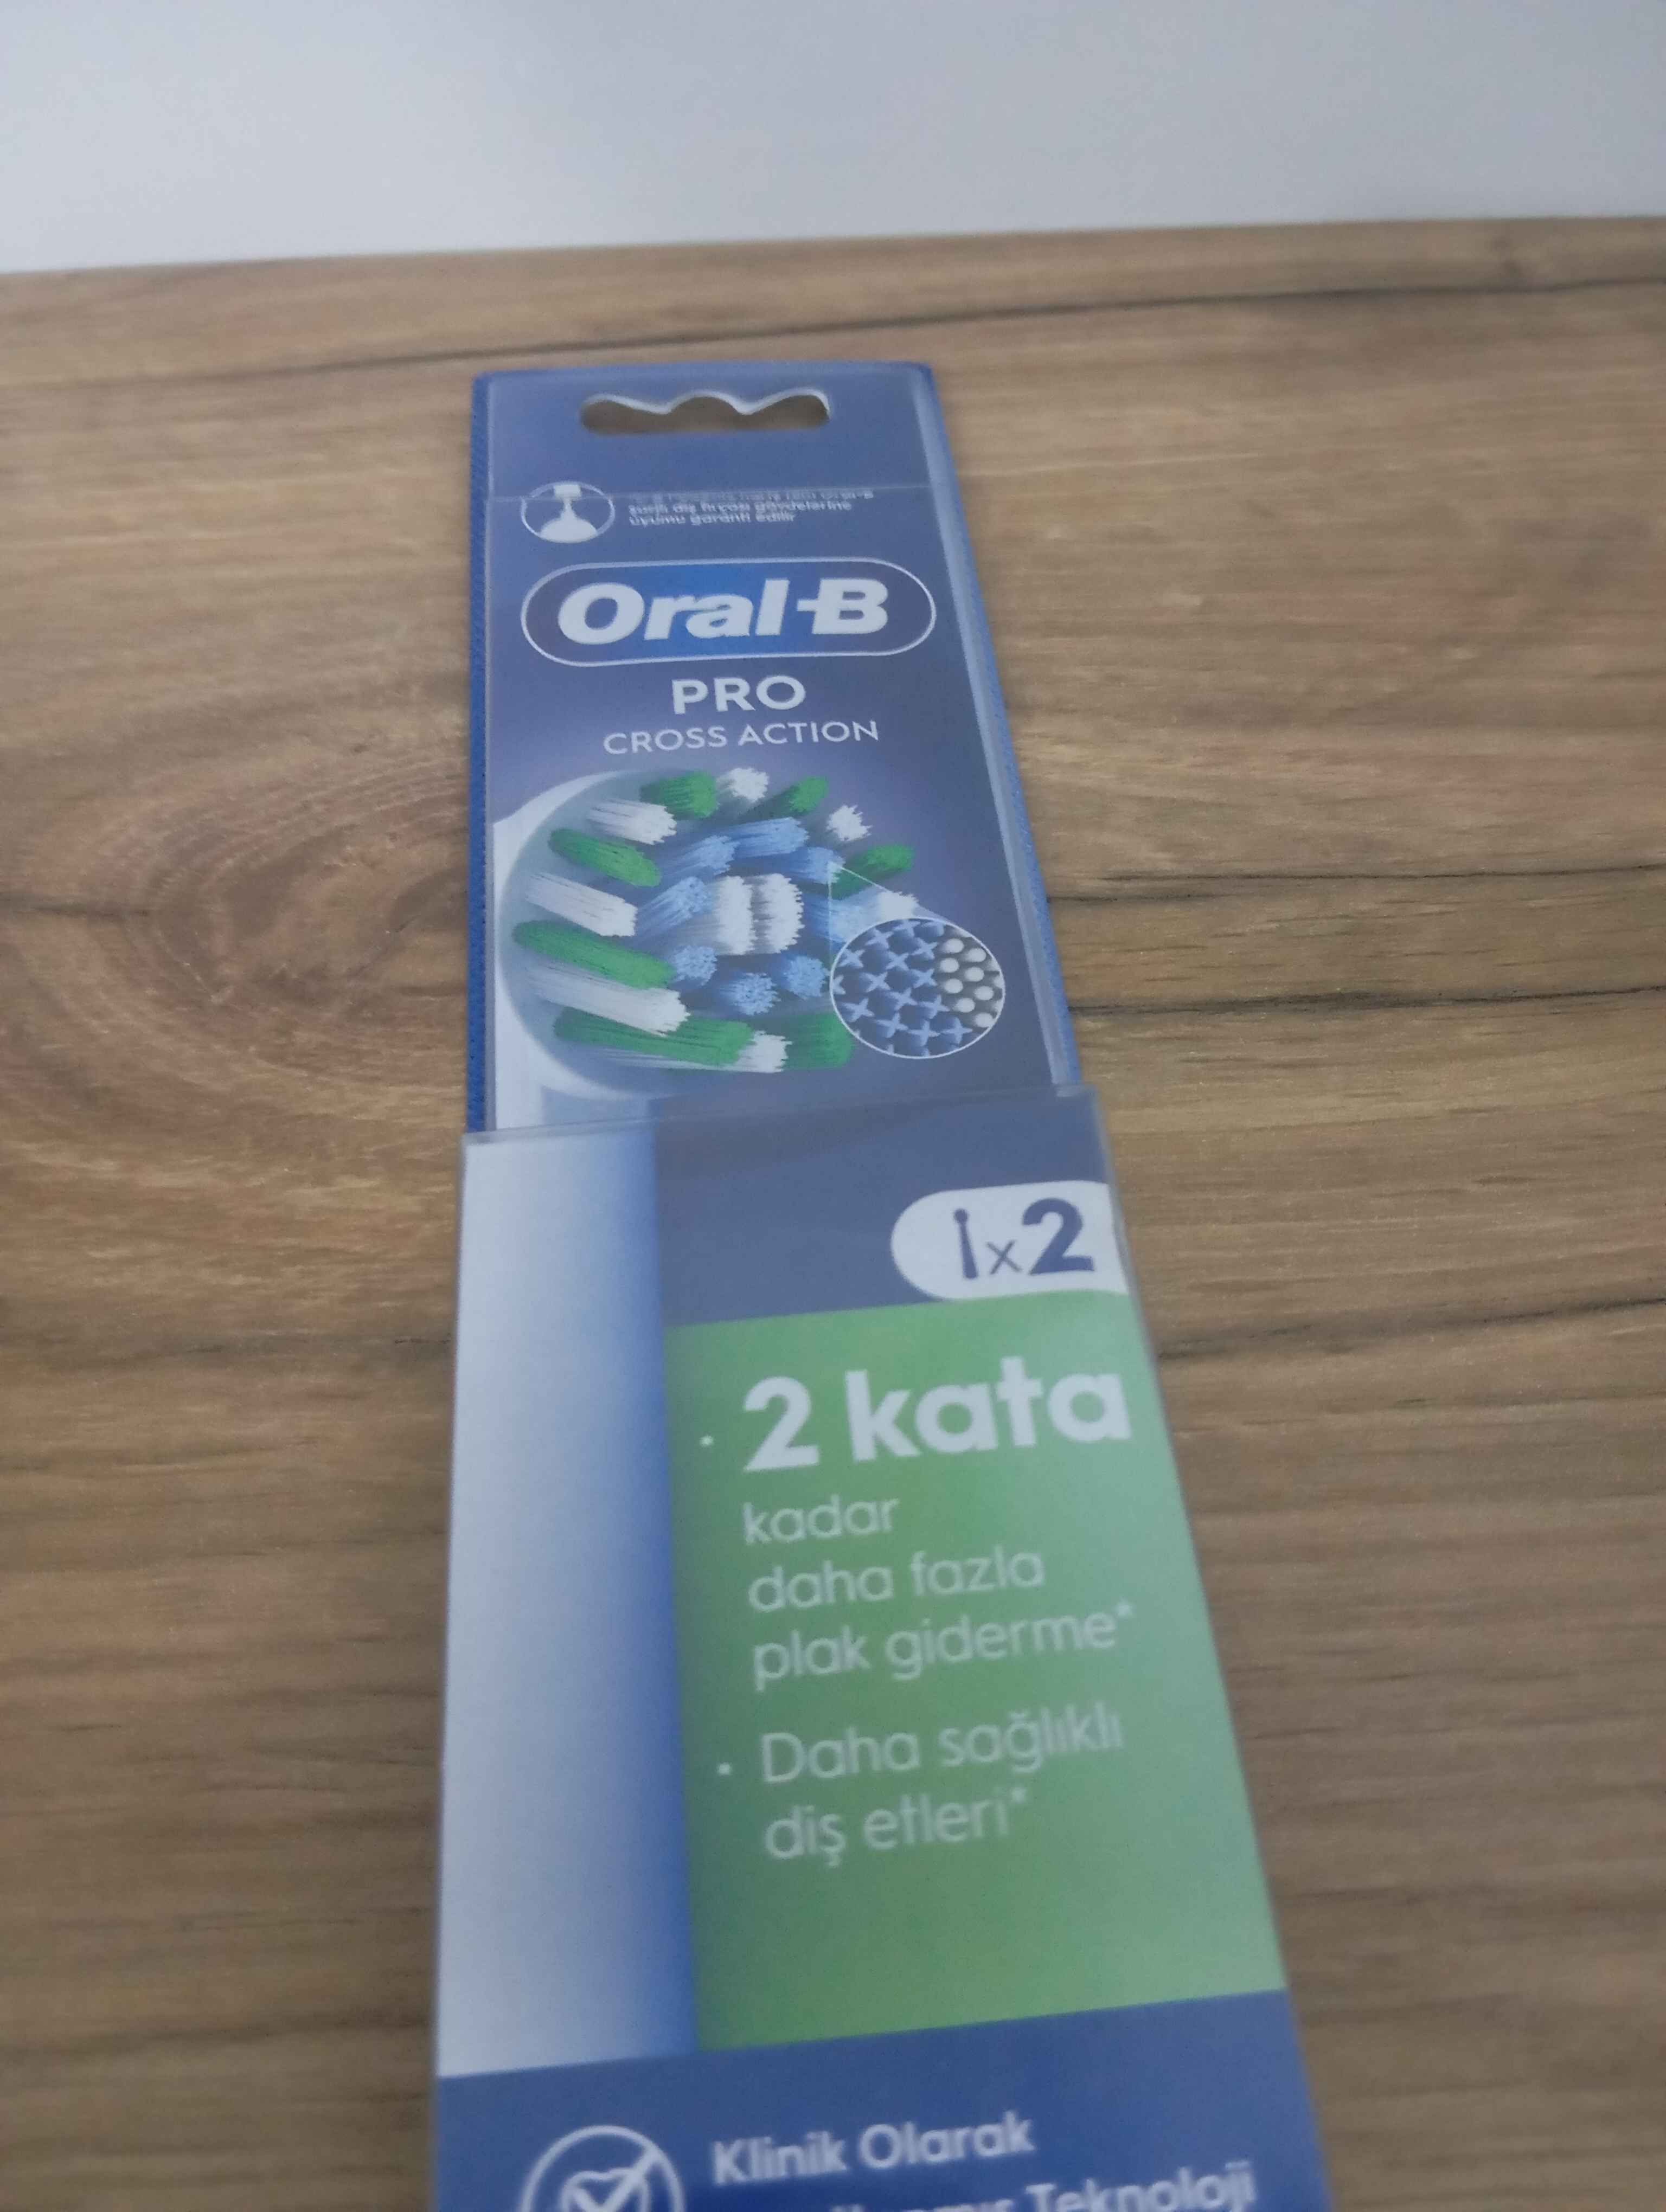 şarjlı diş fırçası gövdelerine
uyumu garanti edilir
Oral-B
PRO
CROSS ACTION
x2
· 2 kata
kadar
daha fazla
plak giderme*
· Daha sağlıklı
diş etleri*
Klinik Olarak
Teknoloji